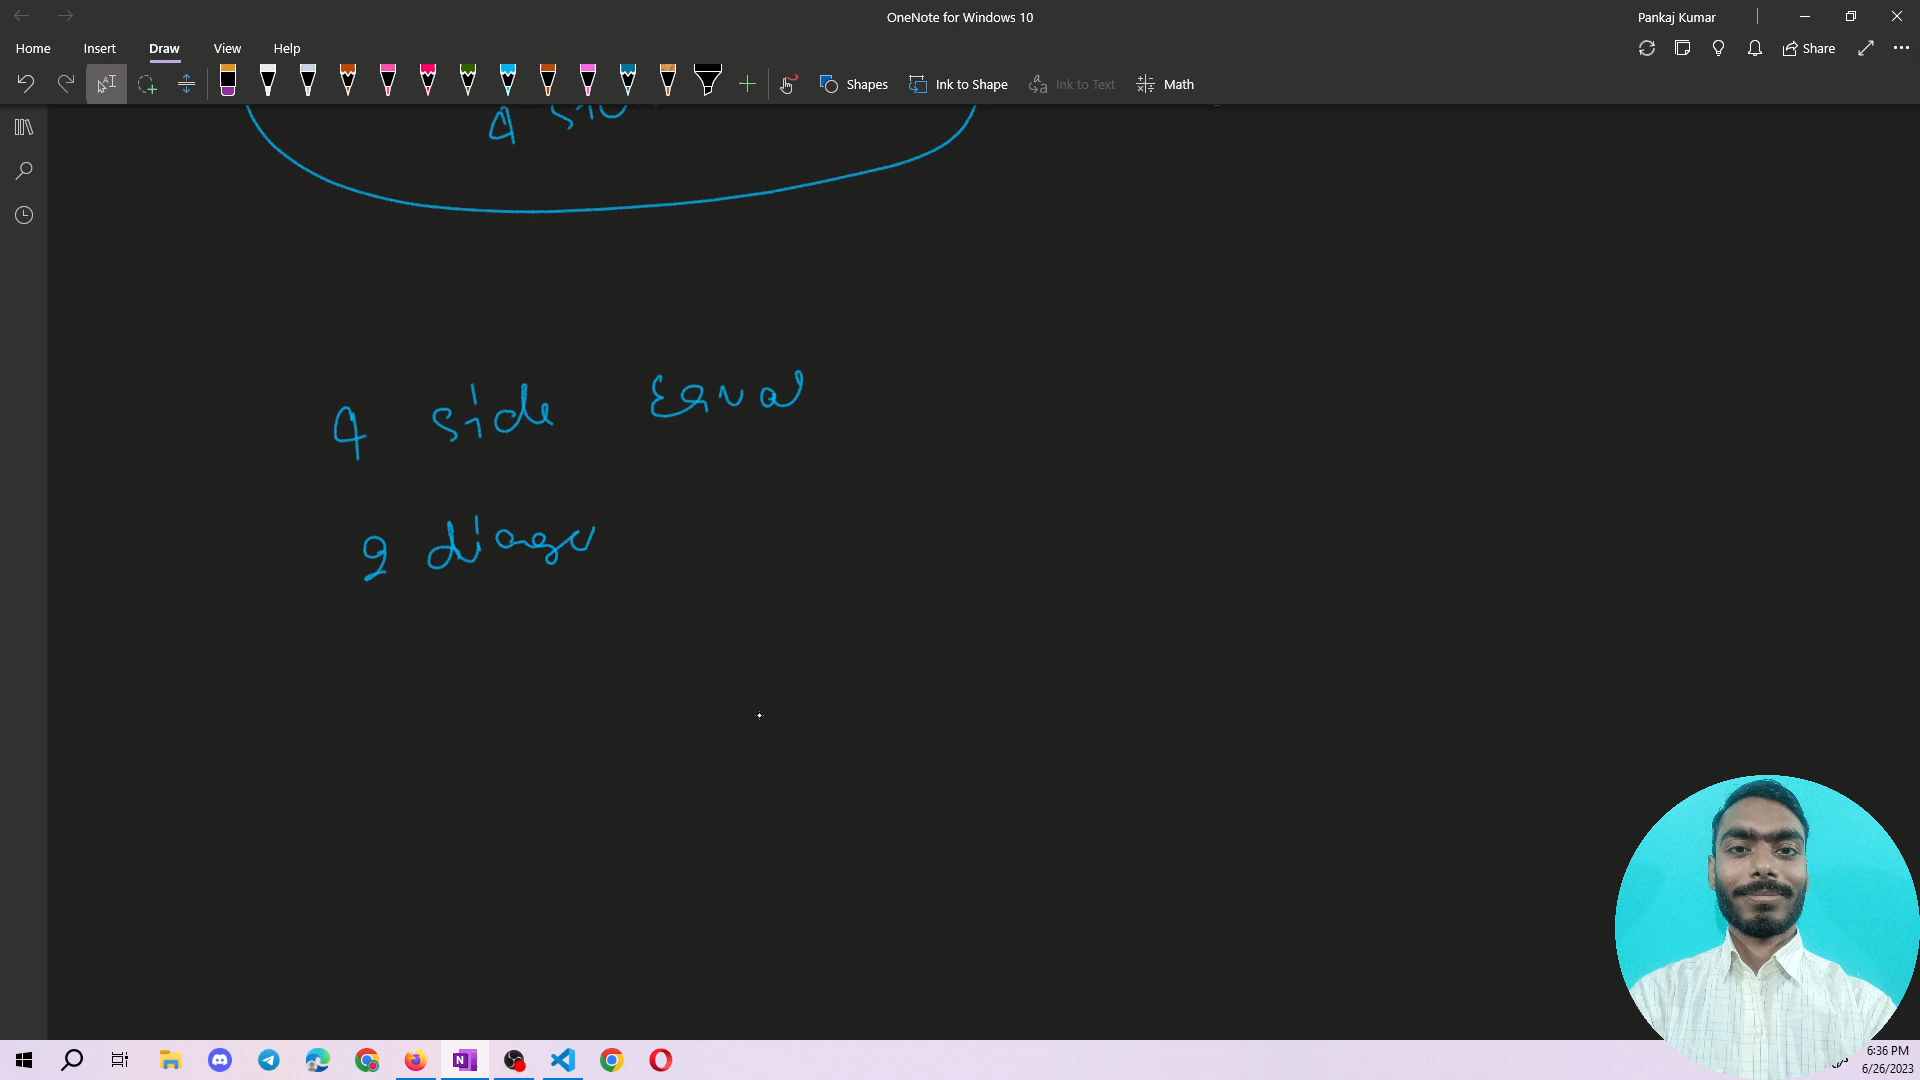 OneNote for Windows 10
Pankaj Kumar
Home Insert Draw View Help
Share
Shapes Ink to Shape Ink to Text Math
4
4 side Equal
2 diago
6:36 PM
6/26/2023